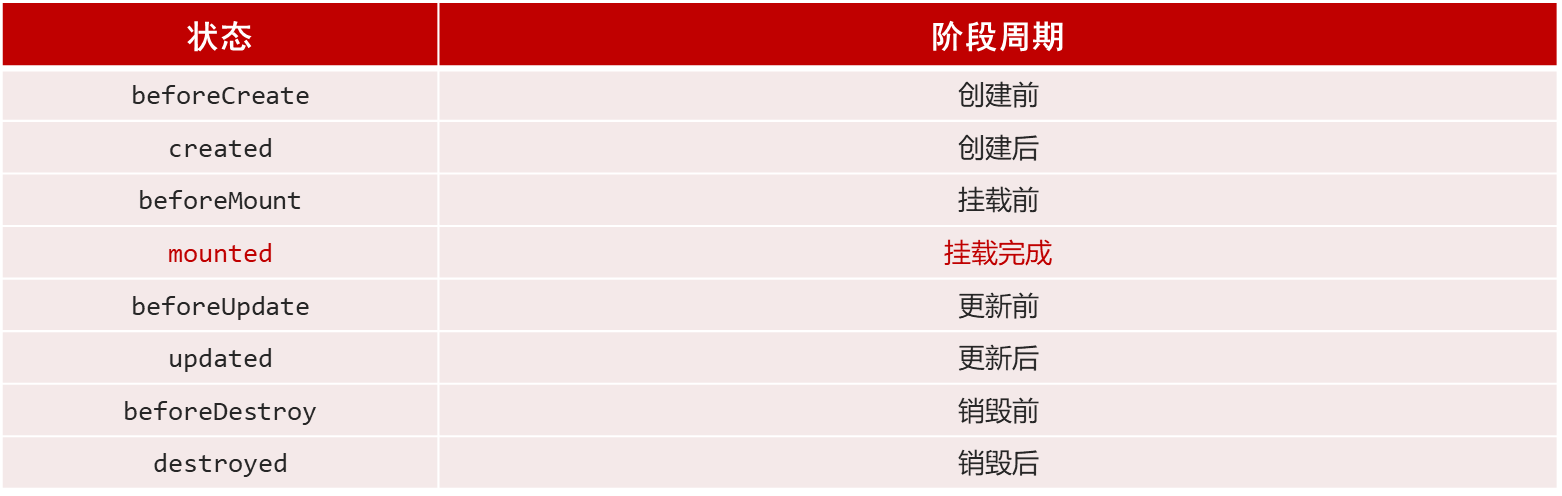 状态 阶段周期
beforeCreate 创建前
created 创建后
beforeMount 挂载前
mounted 挂载完成
beforeUpdate 更新前
updated 更新后
beforeDestroy 销毁前
destroyed 销毁后